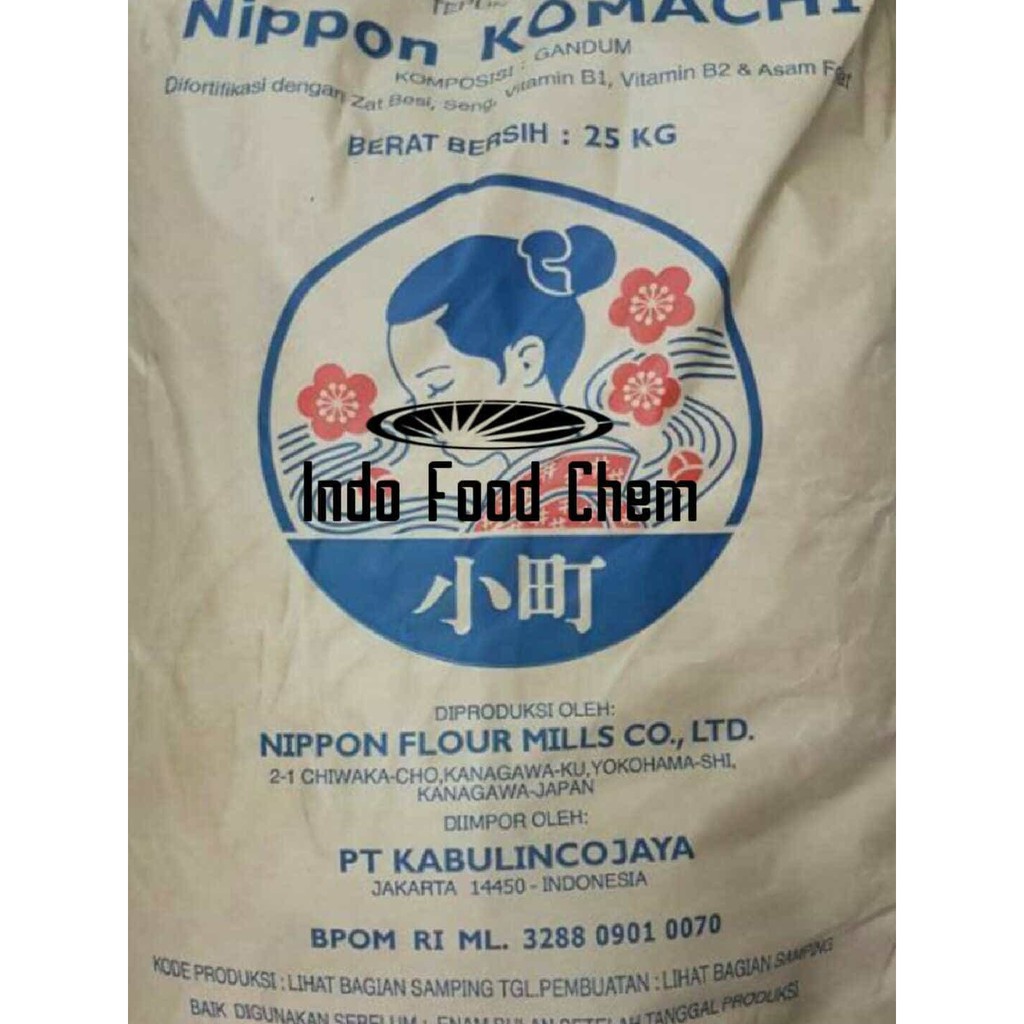 Nippon KOMACHI
KOMPOSISI : GANDUM
Difortifikasi dengan Zat Besi, Seng, Vitamin B1, Vitamin B2 & Asam
BERAT BERSIH : 25 KG
Indo Food Chem
小町
DIPRODUKSI OLEH:
NIPPON FLOUR MILLS CO., LTD.
2-1 CHIWAKA-CHO,KANAGAWA-KU,YOKOHAMA-SHI,
KANAGAWA-JAPAN
DIIMPOR OLEH:
PT KABULINCOJAYA
JAKARTA 14450 - INDONESIA
BPOM RI ML. 3288 0901 0070
KODE PRODUKSI : LIHAT BAGIAN SAMPING TGL.PEMBUATAN : LIHAT BAGIAN SAMPING
BAIK DIGUNAKAN SEBELUM : ENAM BULAN SETELAH TANGGAL PRODUKSI